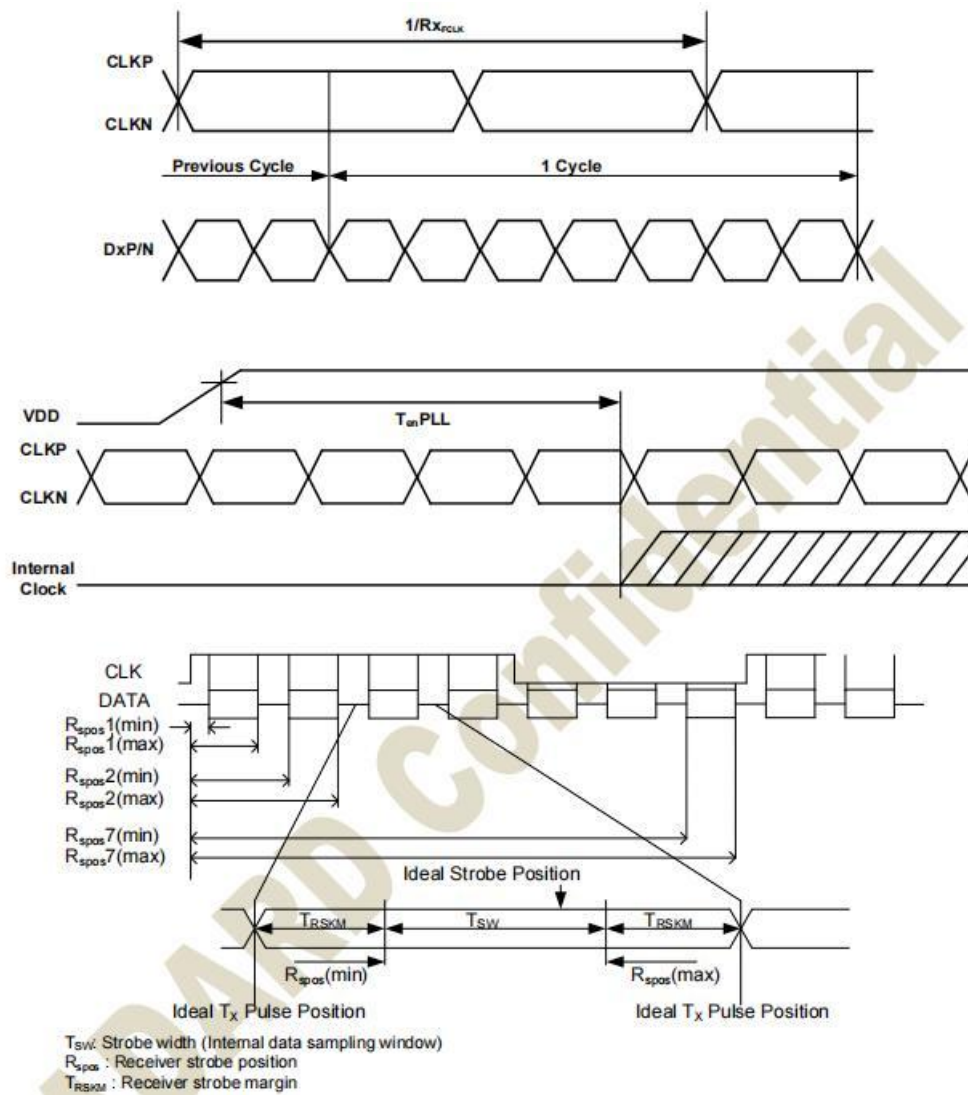 1/RxFCLK
CLKP
CLKN
Previous Cycle
1 Cycle
DxP/N
VDD
TenPLL
CLKP
CLKN
Internal
Clock
CLK
DATA
Rspos1(min)
Rspos1(max)
Rspos2(min)
Rspos2(max)
Rspos7(min)
Rspos7(max)
Ideal Strobe Position
TRSKM
TSW
TRSKM
Rspos(min)
Rspos(max)
Ideal TX Pulse Position
Ideal TX Pulse Position
TSW: Strobe width (Internal data sampling window)
Rspos : Receiver strobe position
TRSKM : Receiver strobe margin
DARD Confidential